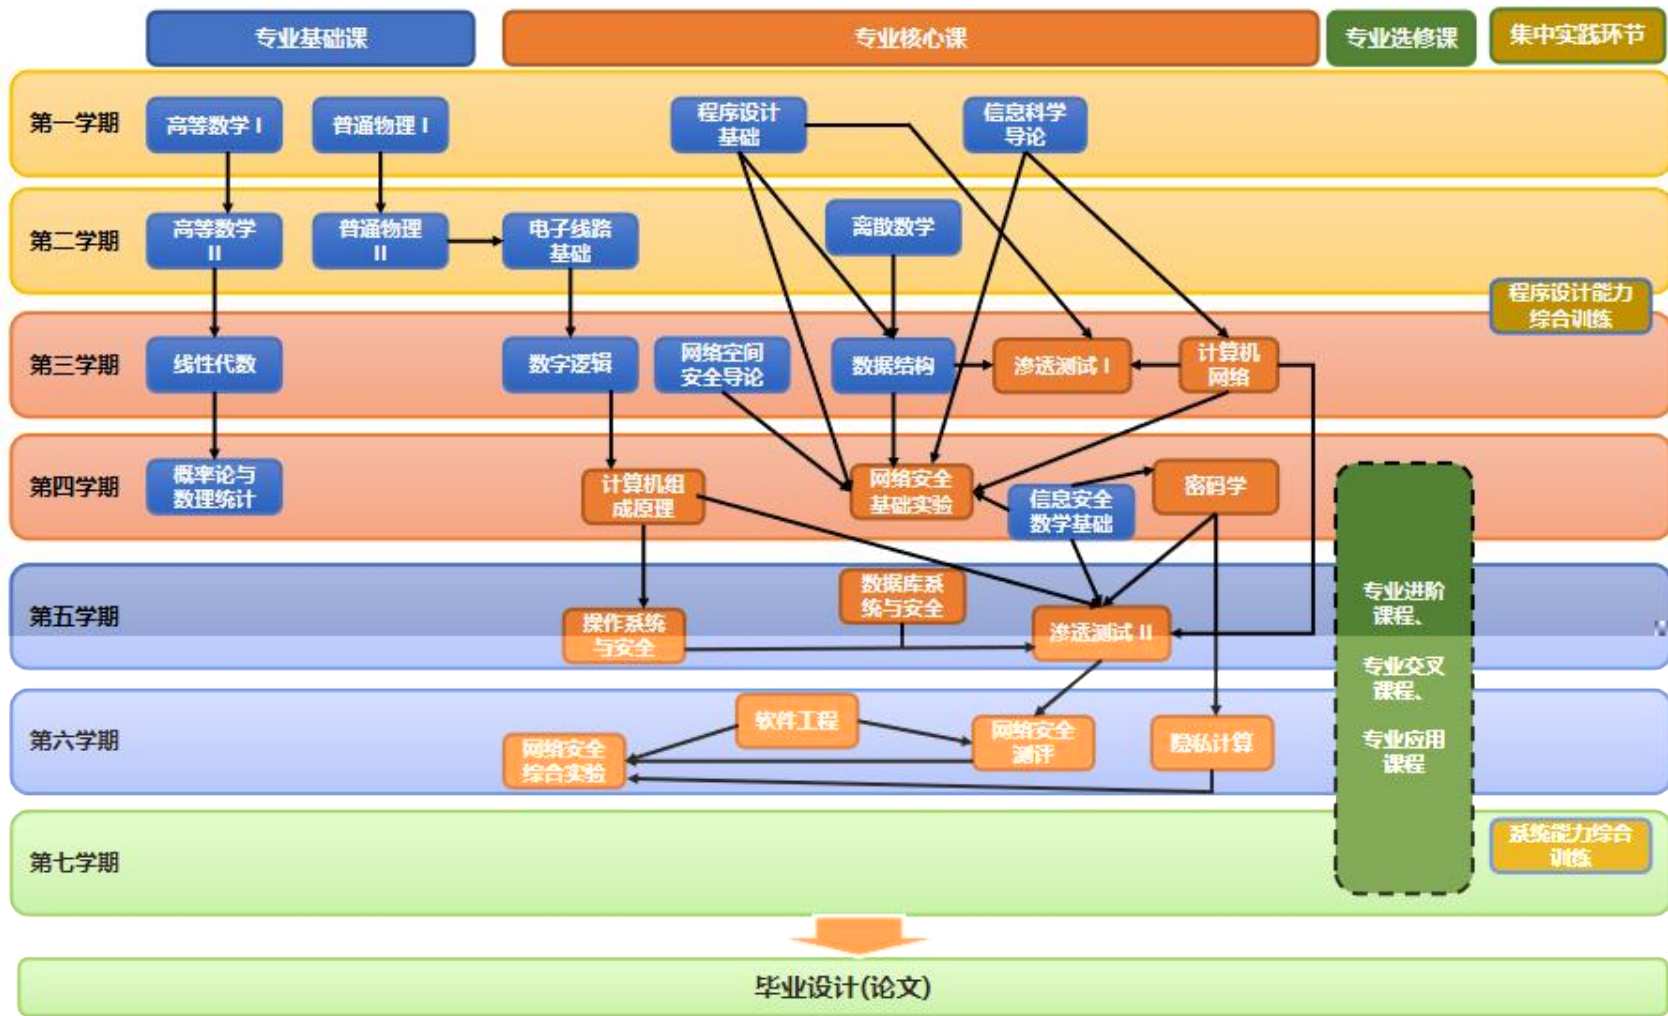 专业基础课
专业核心课
专业选修课
集中实践环节
第一学期
高等数学 I
普通物理 I
程序设计
基础
信息科学
导论
第二学期
高等数学
II
普通物理
II
电子线路
基础
离散数学
程序设计能力
综合训练
第三学期
线性代数
数字逻辑
网络空间
安全导论
数据结构
渗透测试 I
计算机
网络
第四学期
概率论与
数理统计
计算机组
成原理
网络安全
基础实验
信息安全
数学基础
密码学
第五学期
操作系统
与安全
数据库系
统与安全
渗透测试 II
专业进阶
课程、
专业交叉
课程、
专业应用
课程
第六学期
网络安全
综合实验
软件工程
网络安全
测评
隐私计算
第七学期
系统能力综合
训练
毕业设计(论文)